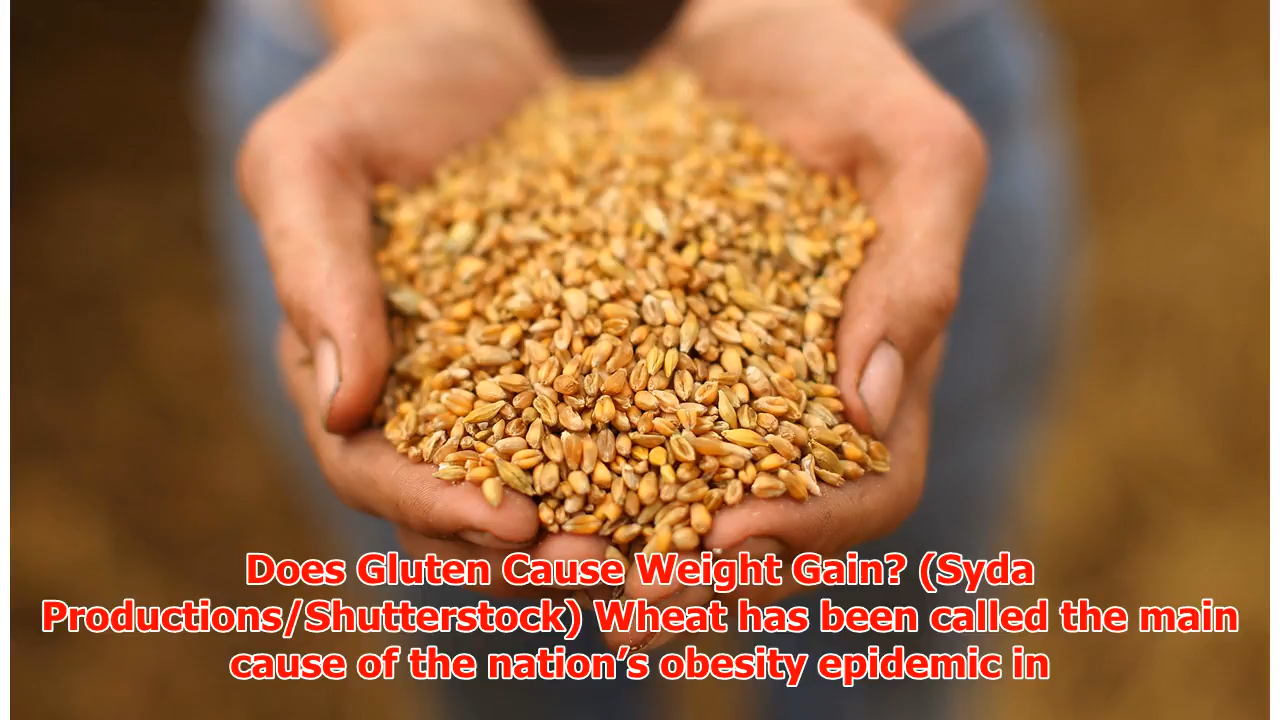 Does Gluten Cause Weight Gain? (Syda
Productions/Shutterstock) Wheat has been called the main
cause of the nation’s obesity epidemic in